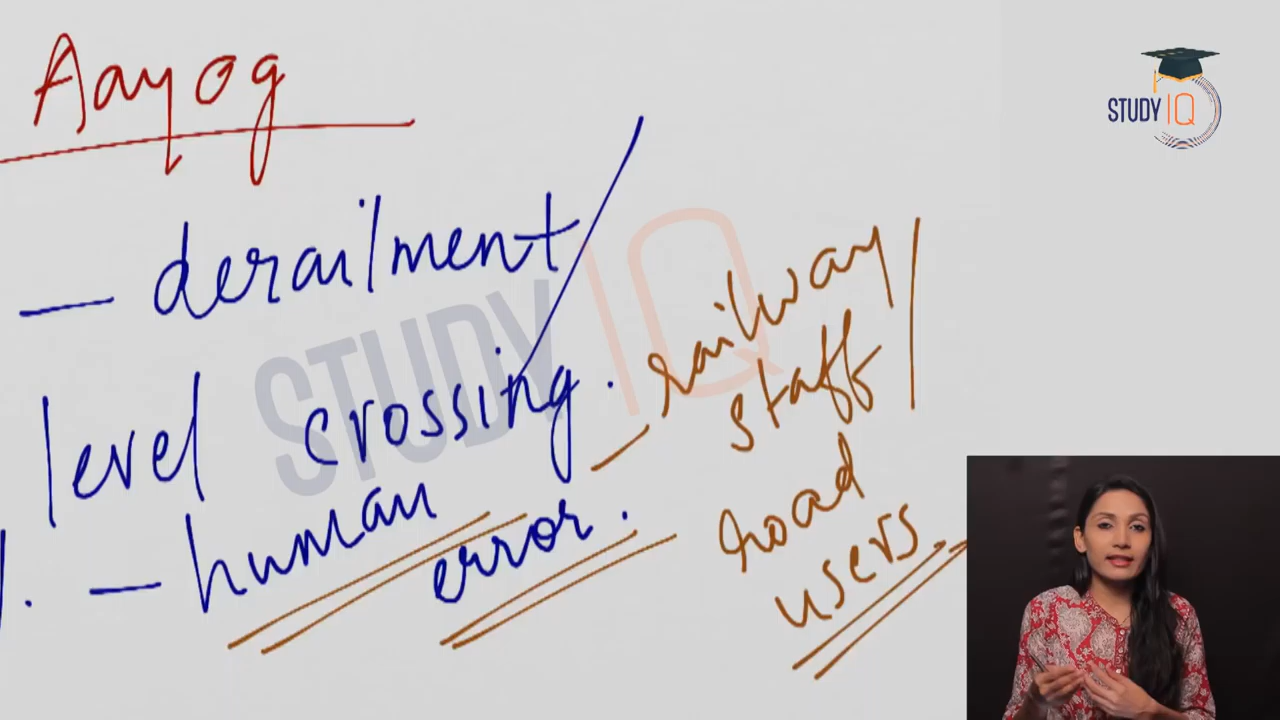 Aayog
STUDY IQ
— derailment
level crossing.
— railway
staff
— human
error.
road
users
STUDY IQ